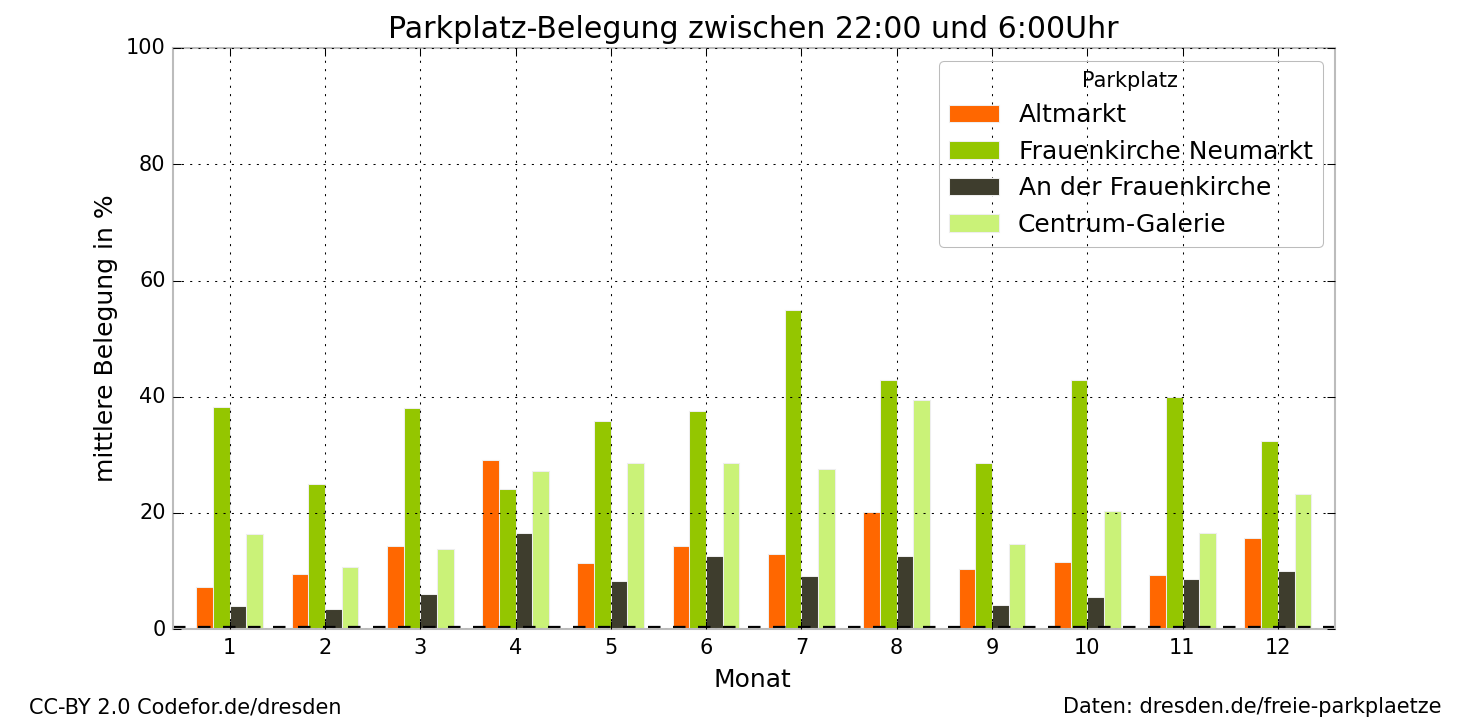 Parkplatz-Belegung zwischen 22:00 und 6:00Uhr
100
80
60
40
20
0
mittlere Belegung in %
Parkplatz
Altmarkt
Frauenkirche Neumarkt
An der Frauenkirche
Centrum-Galerie
1 2 3 4 5 6 7 8 9 10 11 12
Monat
CC-BY 2.0 Codefor.de/dresden
Daten: dresden.de/freie-parkplaetze